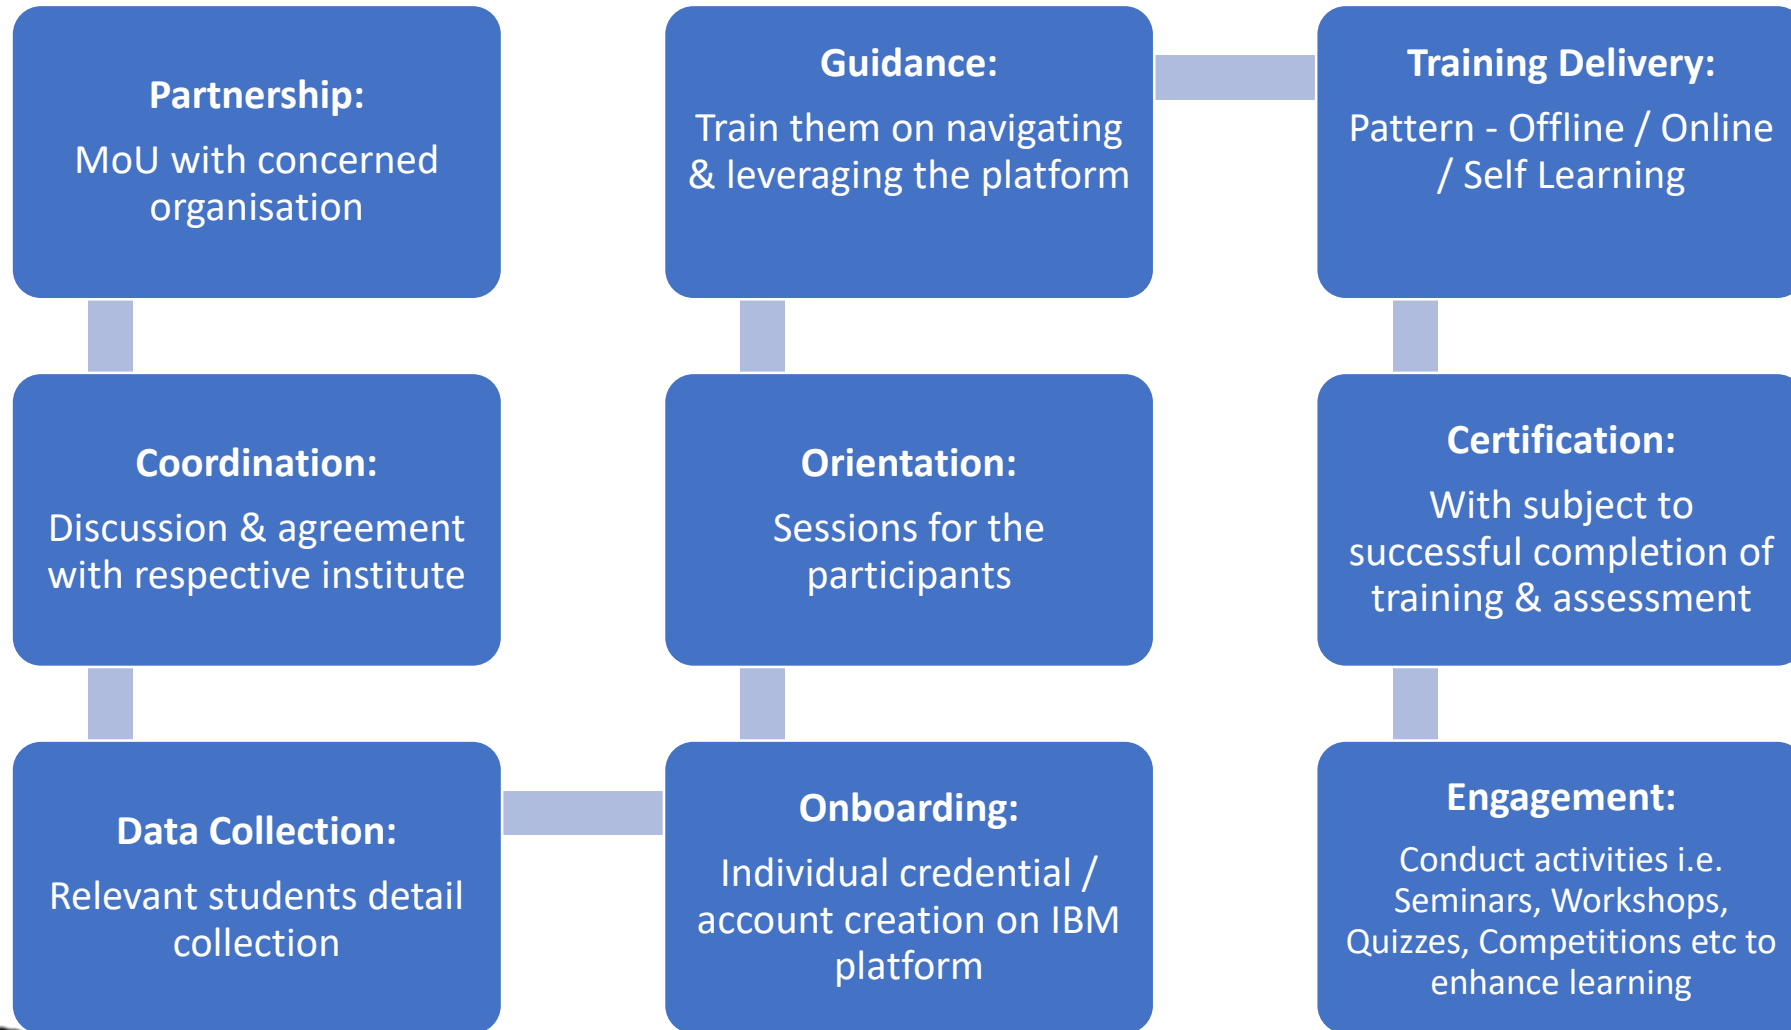 Partnership:
MoU with concerned
organisation
Coordination:
Discussion & agreement
with respective institute
Data Collection:
Relevant students detail
collection
Onboarding:
Individual credential /
account creation on IBM
platform
Orientation:
Sessions for the
participants
Guidance:
Train them on navigating
& leveraging the platform
Training Delivery:
Pattern - Offline / Online
/ Self Learning
Certification:
With subject to
successful completion of
training & assessment
Engagement:
Conduct activities i.e.
Seminars, Workshops,
Quizzes, Competitions etc to
enhance learning